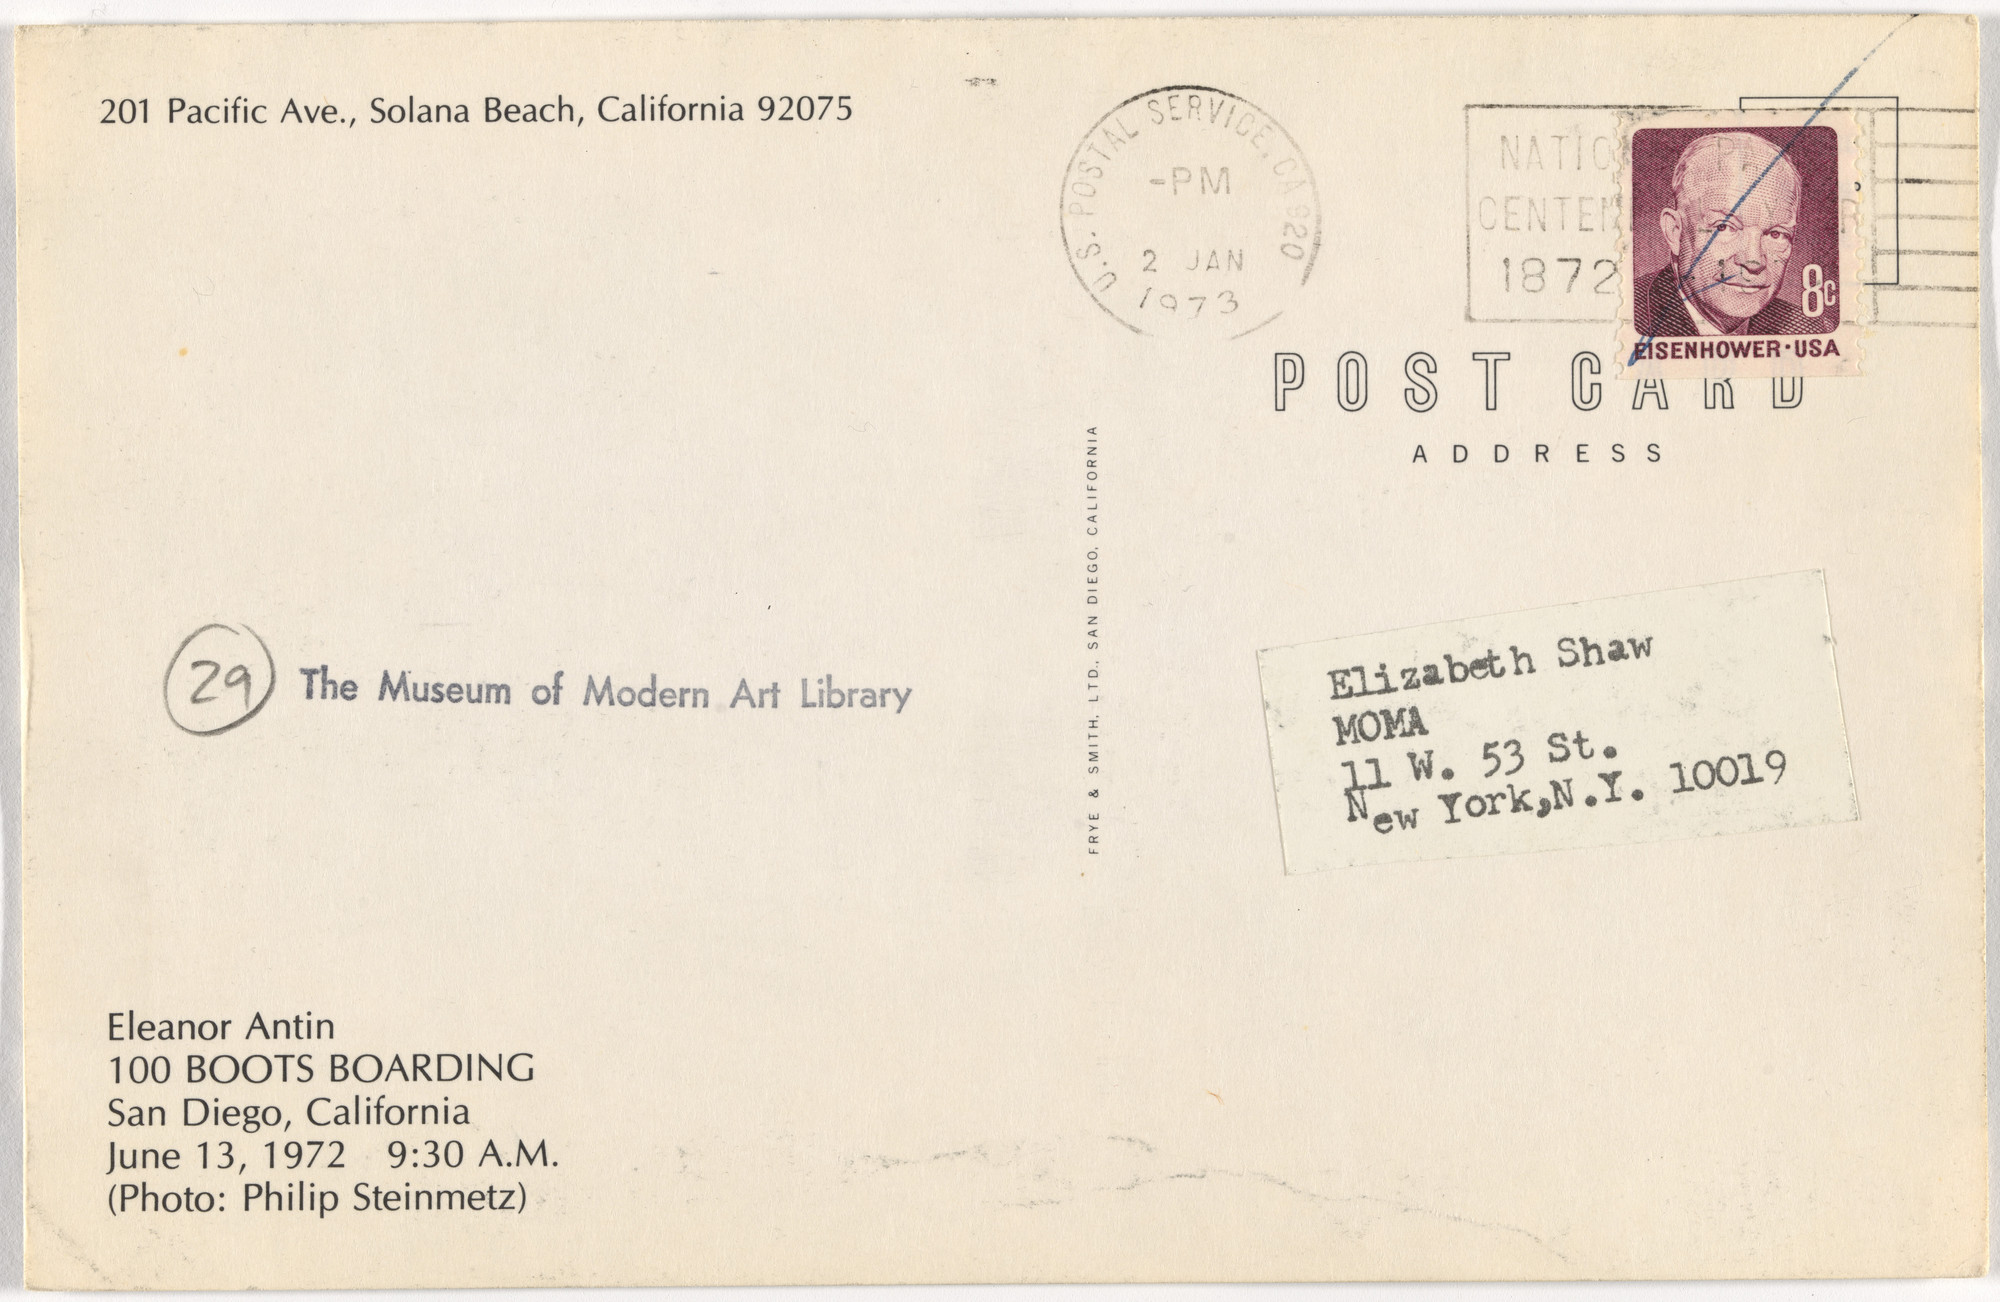 201 Pacific Ave., Solana Beach, California 92075
U.S. POSTAL SERVICE, CA 920
-PM
2 JAN
1973
1872
8c
EISENHOWER·USA
POST CARD
ADDRESS
FRYE & SMITH, LTD., SAN DIEGO, CALIFORNIA
29
The Museum of Modern Art Library
Elizabeth Shaw
MOMA
11 W. 53 St.
New York,N.Y. 10019
Eleanor Antin
100 BOOTS BOARDING
San Diego, California
June 13, 1972 9:30 A.M.
(Photo: Philip Steinmetz)